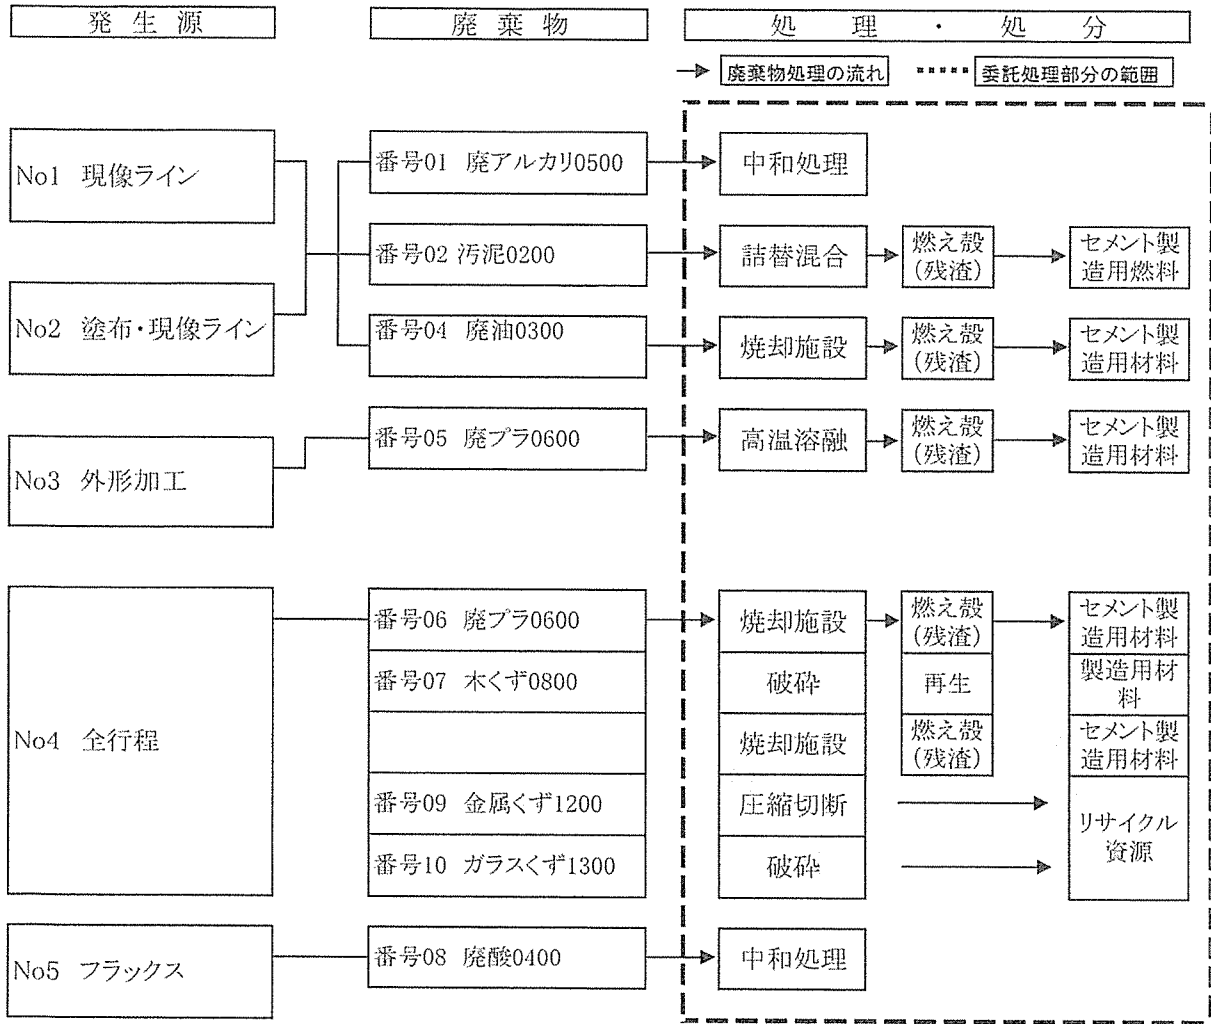 発生源
廃棄物
処理・処分
廃棄物処理の流れ
委託処理部分の範囲
No1 現像ライン
番号01 廃アルカリ0500
中和処理
番号02 汚泥0200
詰替混合
燃え殻
(残渣)
セメント製
造用燃料
No2 塗布・現像ライン
番号04 廃油0300
焼却施設
燃え殻
(残渣)
セメント製
造用材料
No3 外形加工
番号05 廃プラ0600
高温溶融
燃え殻
(残渣)
セメント製
造用材料
No4 全行程
番号06 廃プラ0600
焼却施設
燃え殻
(残渣)
セメント製
造用材料
番号07 木くず0800
破砕
再生
製造用材
料
焼却施設
燃え殻
(残渣)
セメント製
造用材料
番号09 金属くず1200
圧縮切断
リサイクル
資源
番号10 ガラスくず1300
破砕
No5 フラックス
番号08 廃酸0400
中和処理